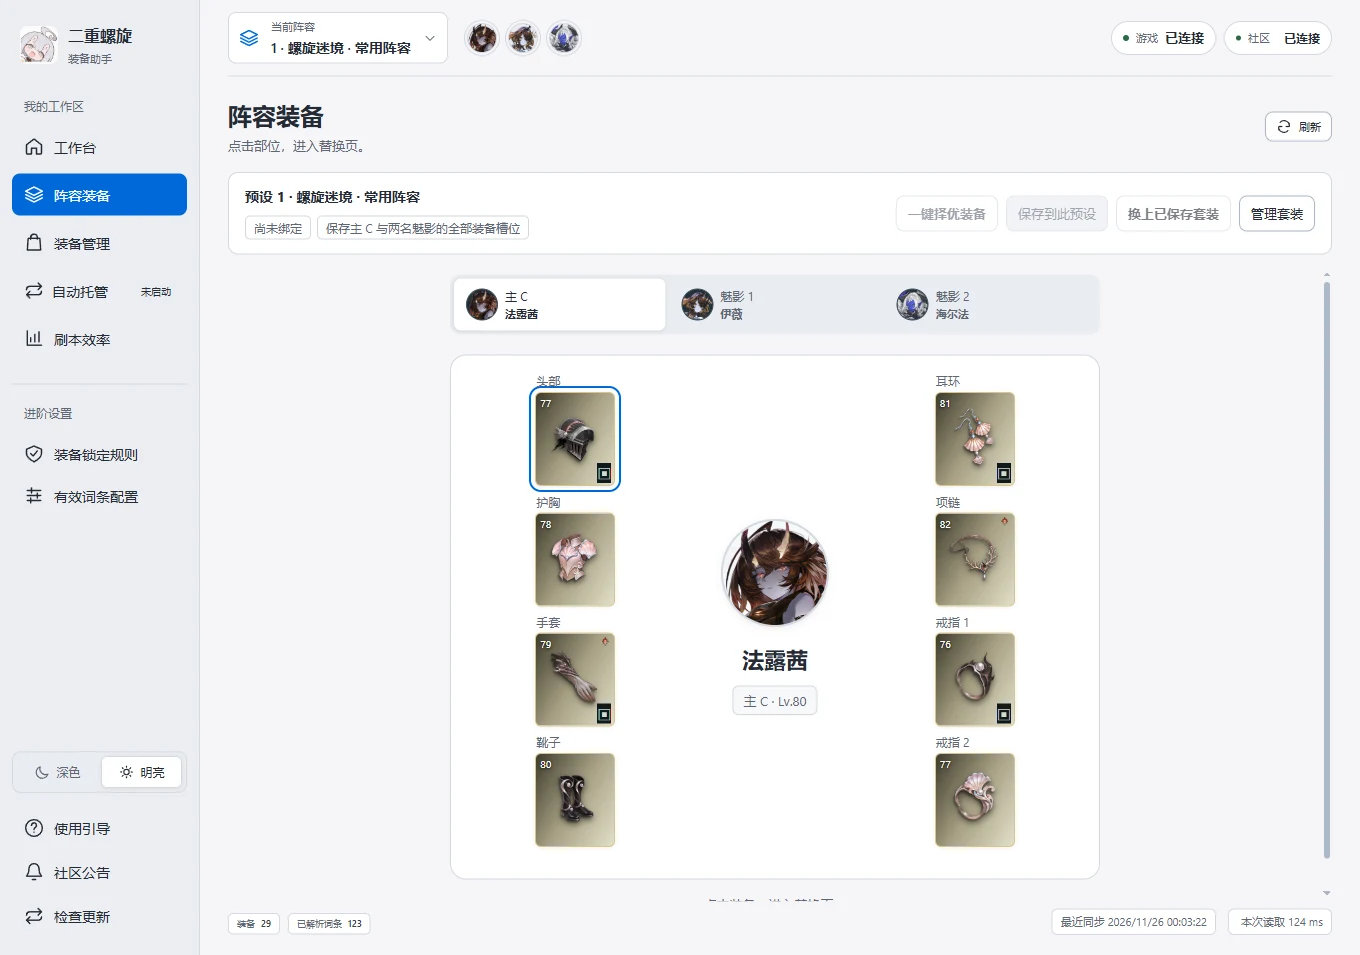 二重螺旋
装备助手
我的工作区
工作台
阵容装备
装备管理
自动托管 未启动
刷本效率
进阶设置
装备锁定规则
有效词条配置
深色 明亮
使用引导
社区公告
检查更新
当前阵容
1 · 螺旋迷境 · 常用阵容
游戏 已连接 社区 已连接
阵容装备
点击部位，进入替换页。
刷新
预设 1 · 螺旋迷境 · 常用阵容
尚未绑定 保存主 C 与两名魅影的全部装备槽位
一键择优装备 保存到此预设 换上已保存套装 管理套装
主 C
法露茜
魅影 1
伊薇
魅影 2
海尔法
头部
77
护胸
78
手套
79
靴子
80
法露茜
主 C · Lv.80
耳环
81
项链
82
戒指 1
76
戒指 2
77
装备 29 已解析词条 123
最近同步 2026/11/26 00:03:22 本次读取 124 ms